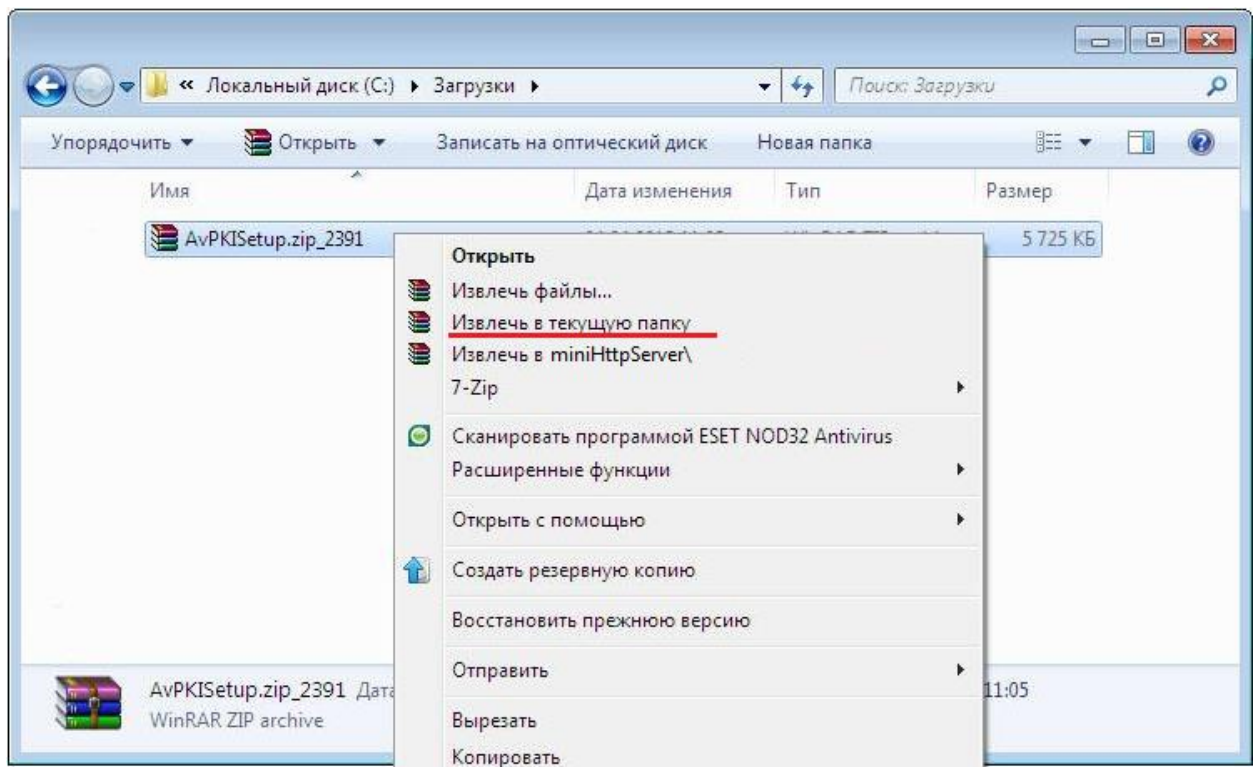 « Локальный диск (C:) Загрузки
Поиск: Загрузки
Упорядочить Открыть Записать на оптический диск Новая папка
Имя Дата изменения Тип Размер
AvPKISetup.zip_2391 5 725 КБ
Открыть
Извлечь файлы...
Извлечь в текущую папку
Извлечь в miniHttpServer\
7-Zip
Сканировать программой ESET NOD32 Antivirus
Расширенные функции
Открыть с помощью
Создать резервную копию
Восстановить прежнюю версию
Отправить
Вырезать
Копировать
AvPKISetup.zip_2391 Дата 11:05
WinRAR ZIP archive